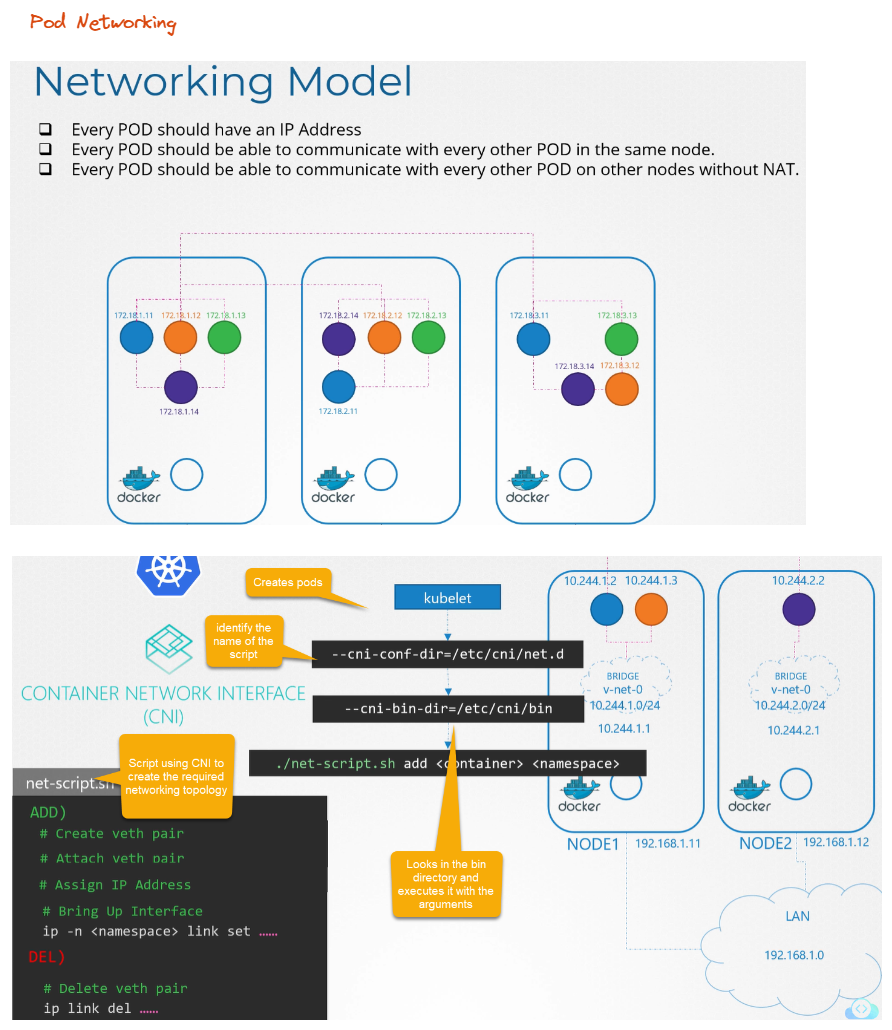 Pod Networking
Networking Model
❑ Every POD should have an IP Address
❑ Every POD should be able to communicate with every other POD in the same node.
❑ Every POD should be able to communicate with every other POD on other nodes without NAT.
172.18.1.11 172.18.1.12 172.18.1.13
172.18.1.14
docker
172.18.2.14 172.18.2.12 172.18.2.13
172.18.2.11
docker
172.18.3.11 172.18.3.13
172.18.3.14 172.18.3.12
docker
Creates pods
kubelet
identify the
name of the
script
--cni-conf-dir=/etc/cni/net.d
CONTAINER NETWORK INTERFACE
(CNI)
--cni-bin-dir=/etc/cni/bin
./net-script.sh add <container> <namespace>
Script using CNI to
create the required
networking topology
net-script.sh
ADD)
# Create veth pair
# Attach veth pair
# Assign IP Address
# Bring Up Interface
ip -n <namespace> link set ……
DEL)
# Delete veth pair
ip link del ……
Looks in the bin
directory and
executes it with the
arguments
10.244.1.2 10.244.1.3
BRIDGE
v-net-0
10.244.1.0/24
10.244.1.1
docker
NODE1 192.168.1.11
10.244.2.2
BRIDGE
v-net-0
10.244.2.0/24
10.244.2.1
docker
NODE2 192.168.1.12
LAN
192.168.1.0